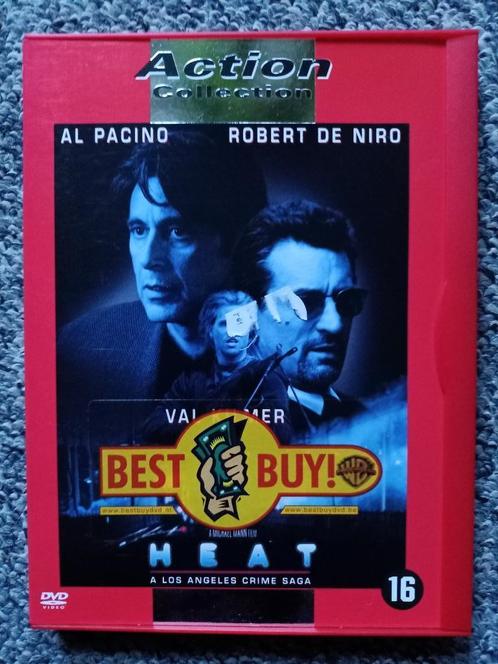 Action
Collection
AL PACINO ROBERT DE NIRO
VAL MER
BEST BUY!
www.bestbuydvd.nl www.bestbuydvd.be
A MICHAEL MANN FILM
HEAT
A LOS ANGELES CRIME SAGA
DVD
VIDEO
16